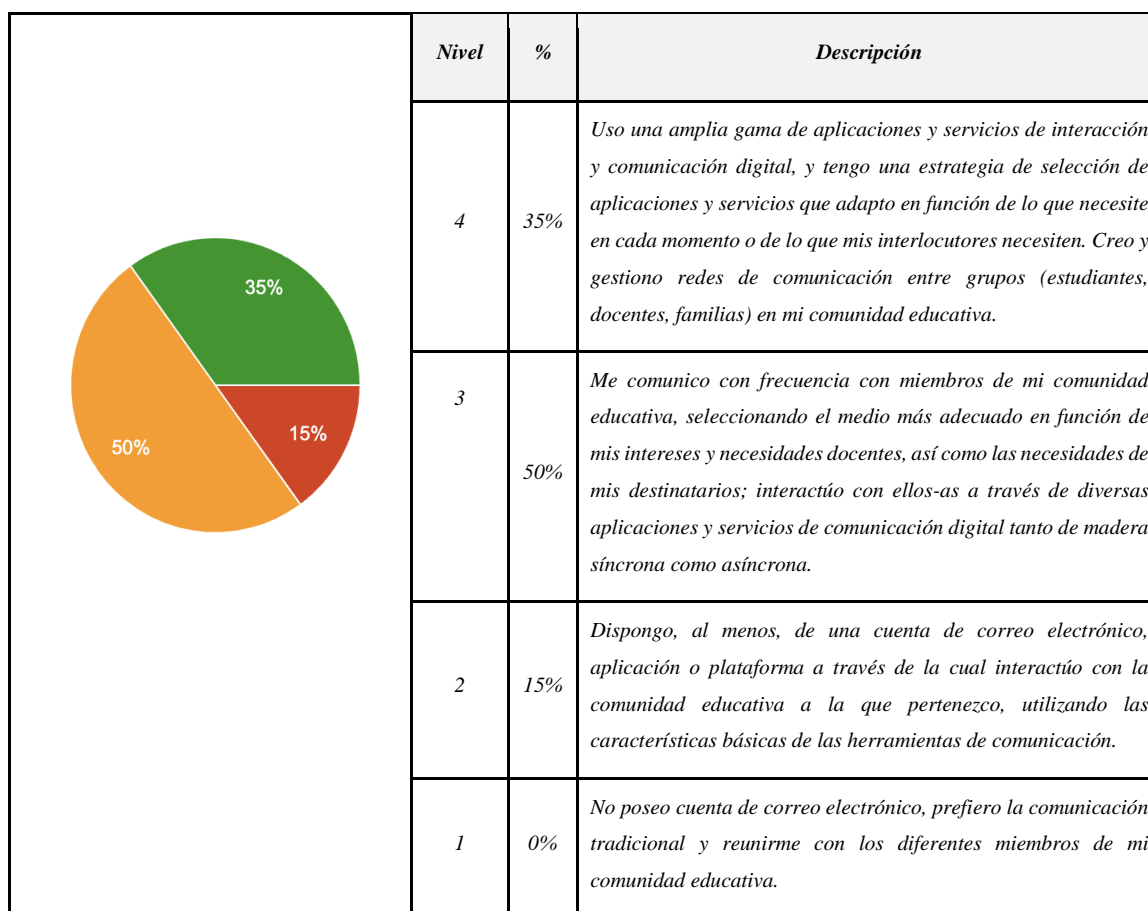 35%
50%
15%
Nivel
%
Descripción
4
35%
Uso una amplia gama de aplicaciones y servicios de interacción
y comunicación digital, y tengo una estrategia de selección de
aplicaciones y servicios que adapto en función de lo que necesite
en cada momento o de lo que mis interlocutores necesiten. Creo y
gestiono redes de comunicación entre grupos (estudiantes,
docentes, familias) en mi comunidad educativa.
3
50%
Me comunico con frecuencia con miembros de mi comunidad
educativa, seleccionando el medio más adecuado en función de
mis intereses y necesidades docentes, así como las necesidades de
mis destinatarios; interactúo con ellos-as a través de diversas
aplicaciones y servicios de comunicación digital tanto de madera
síncrona como asíncrona.
2
15%
Dispongo, al menos, de una cuenta de correo electrónico,
aplicación o plataforma a través de la cual interactúo con la
comunidad educativa a la que pertenezco, utilizando las
características básicas de las herramientas de comunicación.
1
0%
No poseo cuenta de correo electrónico, prefiero la comunicación
tradicional y reunirme con los diferentes miembros de mi
comunidad educativa.